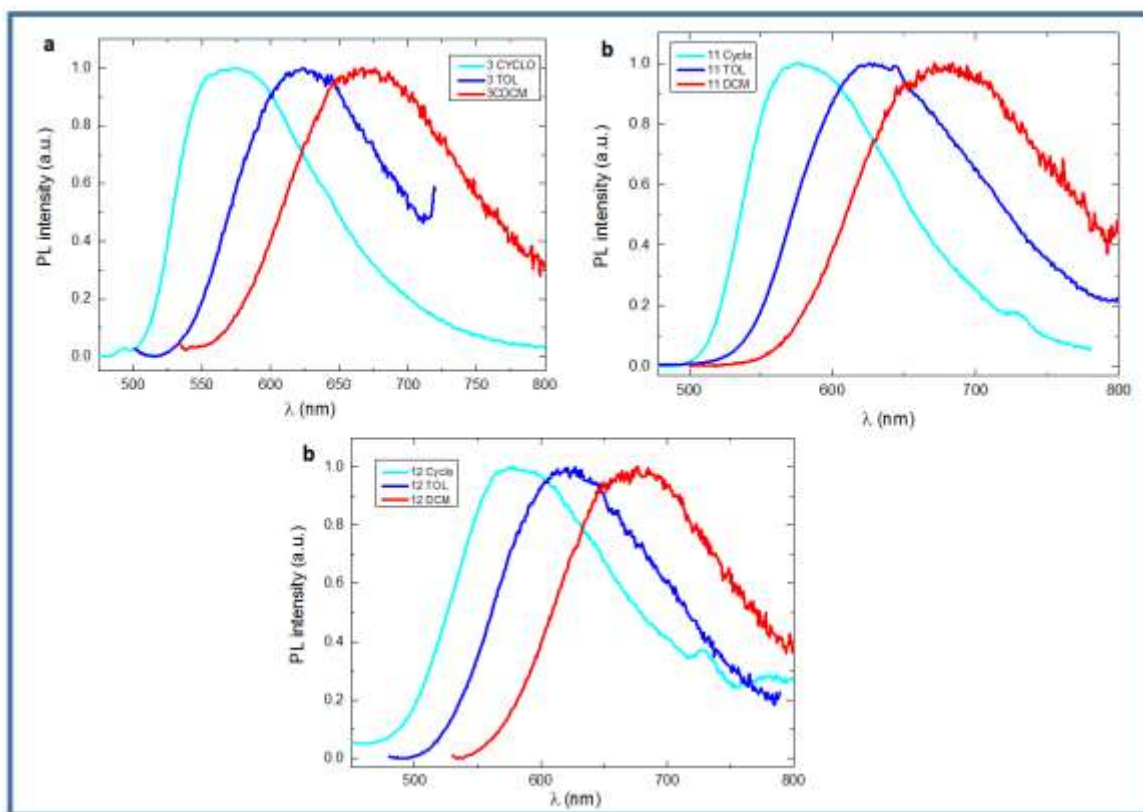 a
3 CYCLO
3 TOL
3CDCM
PL intensity (a.u.)
1.0
0.8
0.6
0.4
0.2
0.0
500 550 600 650 700 750 800
λ (nm)
b
11 Cyclo
11 TOL
11 DCM
PL intensity (a.u.)
1.0
0.8
0.6
0.4
0.2
0.0
500 600 700 800
λ (nm)
b
12 Cyclo
12 TOL
12 DCM
PL intensity (a.u.)
1.0
0.8
0.6
0.4
0.2
0.0
500 600 700 800
λ (nm)